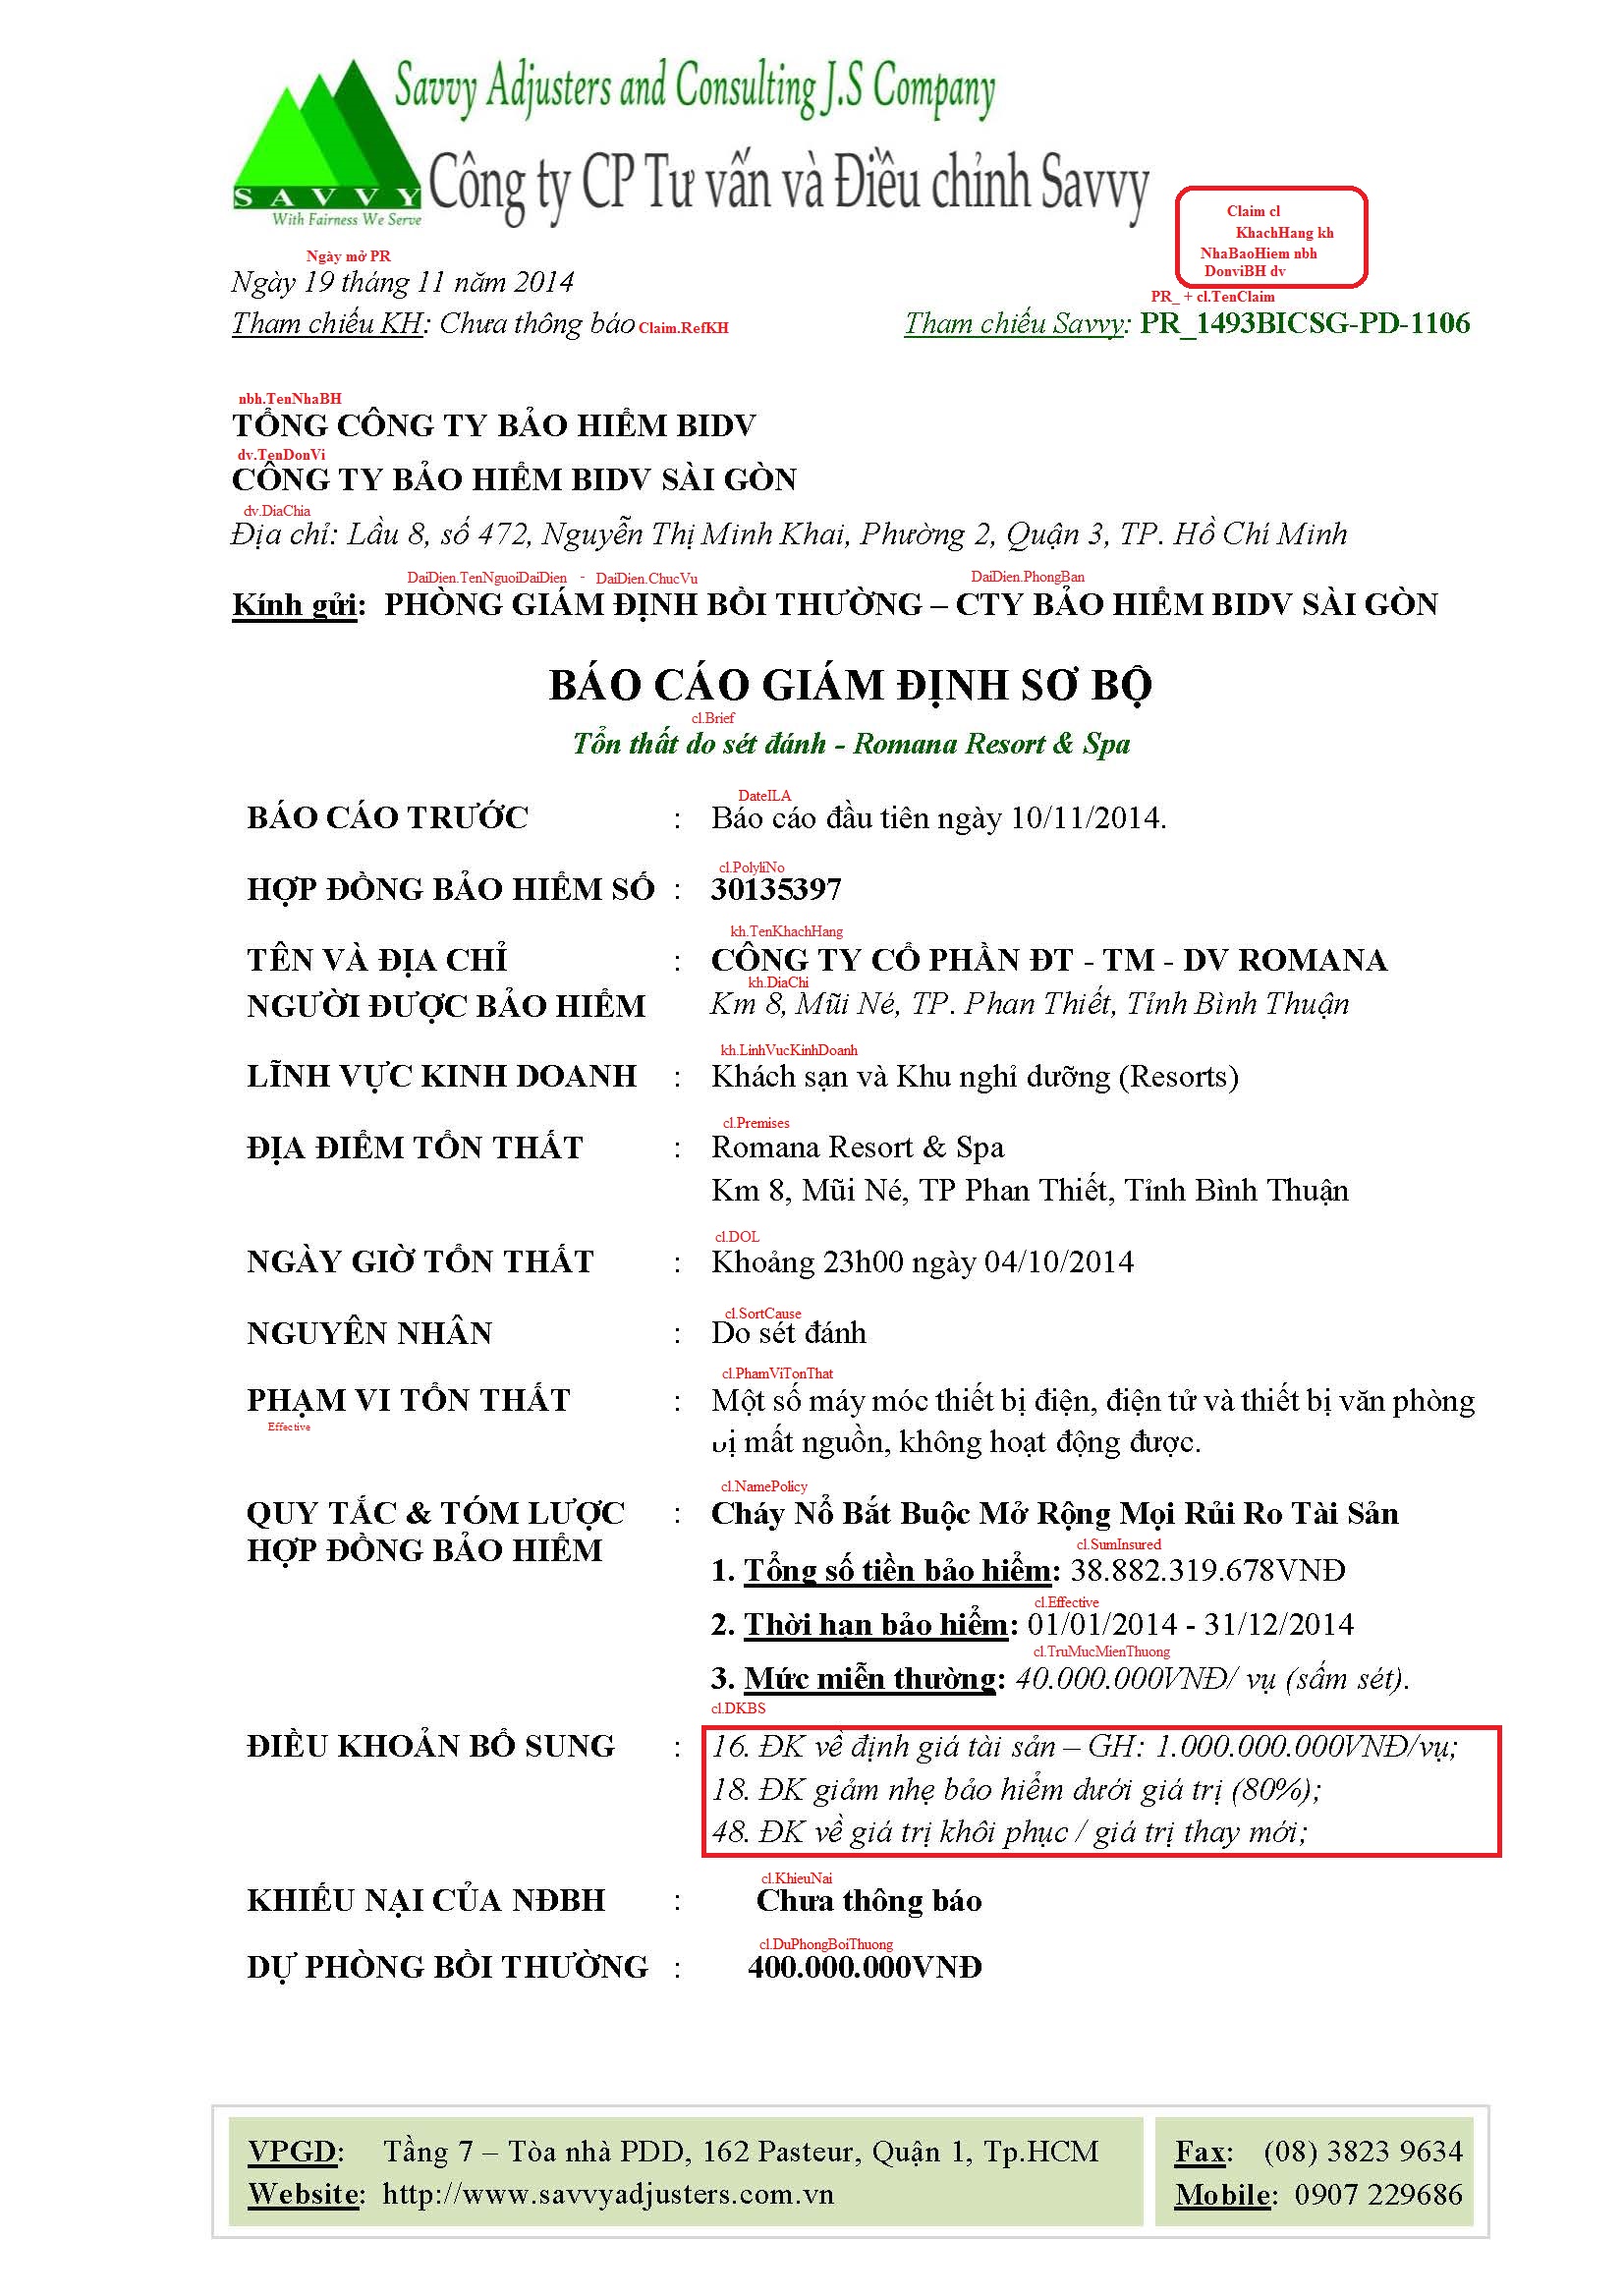 Savvy Adjusters and Consulting J.S Company
Công ty CP Tư vấn và Điều chỉnh Savvy
SAVVY
With Fairness We Serve
Claim cl
KhachHang kh
NhaBaoHiem nbh
DonviBH dv
Ngày mở PR
Ngày 19 tháng 11 năm 2014
PR_ + cl.TenClaim
Tham chiếu KH: Chưa thông báo Claim.RefKH Tham chiếu Savvy: PR_1493BICSG-PD-1106
nbh.TenNhaBH
TỔNG CÔNG TY BẢO HIỂM BIDV
dv.TenDonVi
CÔNG TY BẢO HIỂM BIDV SÀI GÒN
dv.DiaChia
Địa chỉ: Lầu 8, số 472, Nguyễn Thị Minh Khai, Phường 2, Quận 3, TP. Hồ Chí Minh
DaiDien.TenNguoiDaiDien - DaiDien.ChucVu DaiDien.PhongBan
Kính gửi: PHÒNG GIÁM ĐỊNH BỒI THƯỜNG – CTY BẢO HIỂM BIDV SÀI GÒN
BÁO CÁO GIÁM ĐỊNH SƠ BỘ
cl.Brief
Tổn thất do sét đánh - Romana Resort & Spa
DateILA
BÁO CÁO TRƯỚC : Báo cáo đầu tiên ngày 10/11/2014.
cl.PolyliNo
HỢP ĐỒNG BẢO HIỂM SỐ : 30135397
kh.TenKhachHang
TÊN VÀ ĐỊA CHỈ : CÔNG TY CỔ PHẦN ĐT - TM - DV ROMANA
kh.DiaChi
NGƯỜI ĐƯỢC BẢO HIỂM Km 8, Mũi Né, TP. Phan Thiết, Tỉnh Bình Thuận
kh.LinhVucKinhDoanh
LĨNH VỰC KINH DOANH : Khách sạn và Khu nghỉ dưỡng (Resorts)
cl.Premises
ĐỊA ĐIỂM TỔN THẤT : Romana Resort & Spa
Km 8, Mũi Né, TP Phan Thiết, Tỉnh Bình Thuận
cl.DOL
NGÀY GIỜ TỔN THẤT : Khoảng 23h00 ngày 04/10/2014
cl.SortCause
NGUYÊN NHÂN : Do sét đánh
cl.PhamViTonThat
PHẠM VI TỔN THẤT : Một số máy móc thiết bị điện, điện tử và thiết bị văn phòng
Effective
bị mất nguồn, không hoạt động được.
cl.NamePolicy
QUY TẮC & TÓM LƯỢC : Cháy Nổ Bắt Buộc Mở Rộng Mọi Rủi Ro Tài Sản
HỢP ĐỒNG BẢO HIỂM
cl.SumInsured
1. Tổng số tiền bảo hiểm: 38.882.319.678VNĐ
cl.Effective
2. Thời hạn bảo hiểm: 01/01/2014 - 31/12/2014
cl.TruMucMienThuong
3. Mức miễn thường: 40.000.000VNĐ/ vụ (sấm sét).
cl.DKBS
ĐIỀU KHOẢN BỔ SUNG : 16. ĐK về định giá tài sản – GH: 1.000.000.000VNĐ/vụ;
18. ĐK giảm nhẹ bảo hiểm dưới giá trị (80%);
48. ĐK về giá trị khôi phục / giá trị thay mới;
cl.KhieuNai
KHIẾU NẠI CỦA NĐBH : Chưa thông báo
cl.DuPhongBoiThuong
DỰ PHÒNG BỒI THƯỜNG : 400.000.000VNĐ
VPGD: Tầng 7 – Tòa nhà PDD, 162 Pasteur, Quận 1, Tp.HCM Fax: (08) 3823 9634
Website: http://www.savvyadjusters.com.vn Mobile: 0907 229686